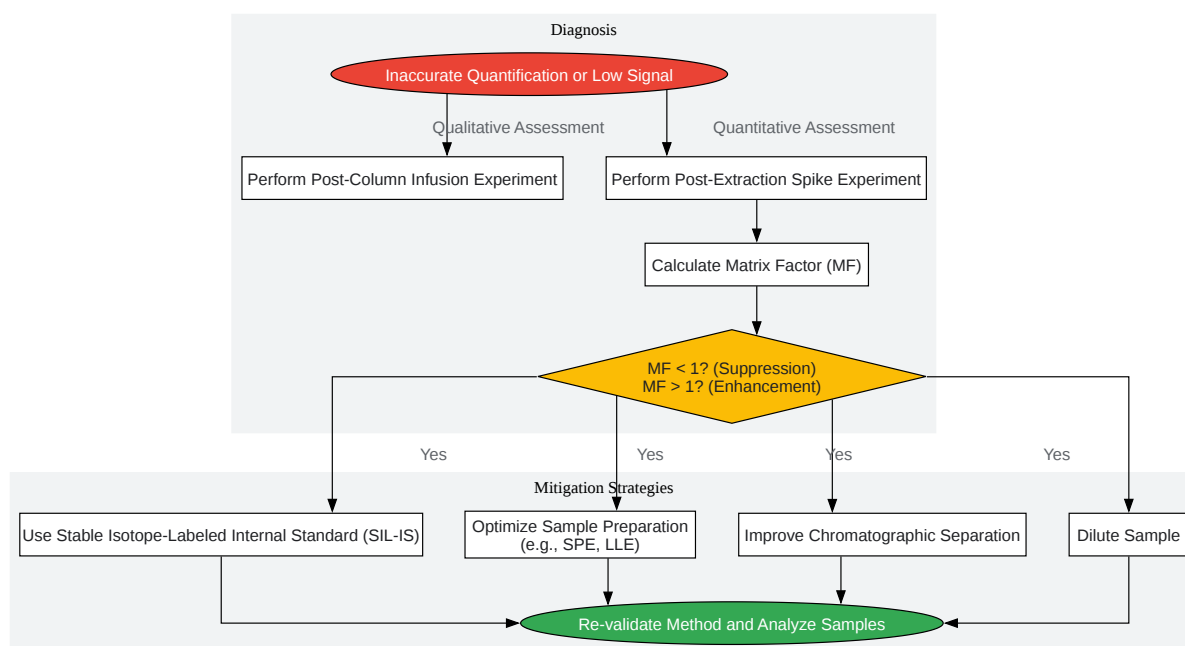 Diagnosis
Inaccurate Quantification or Low Signal
Qualitative Assessment
Quantitative Assessment
Perform Post-Column Infusion Experiment
Perform Post-Extraction Spike Experiment
Calculate Matrix Factor (MF)
MF < 1? (Suppression)
MF > 1? (Enhancement)
Yes
Yes
Yes
Yes
Mitigation Strategies
Use Stable Isotope-Labeled Internal Standard (SIL-IS)
Optimize Sample Preparation
(e.g., SPE, LLE)
Improve Chromatographic Separation
Dilute Sample
Re-validate Method and Analyze Samples